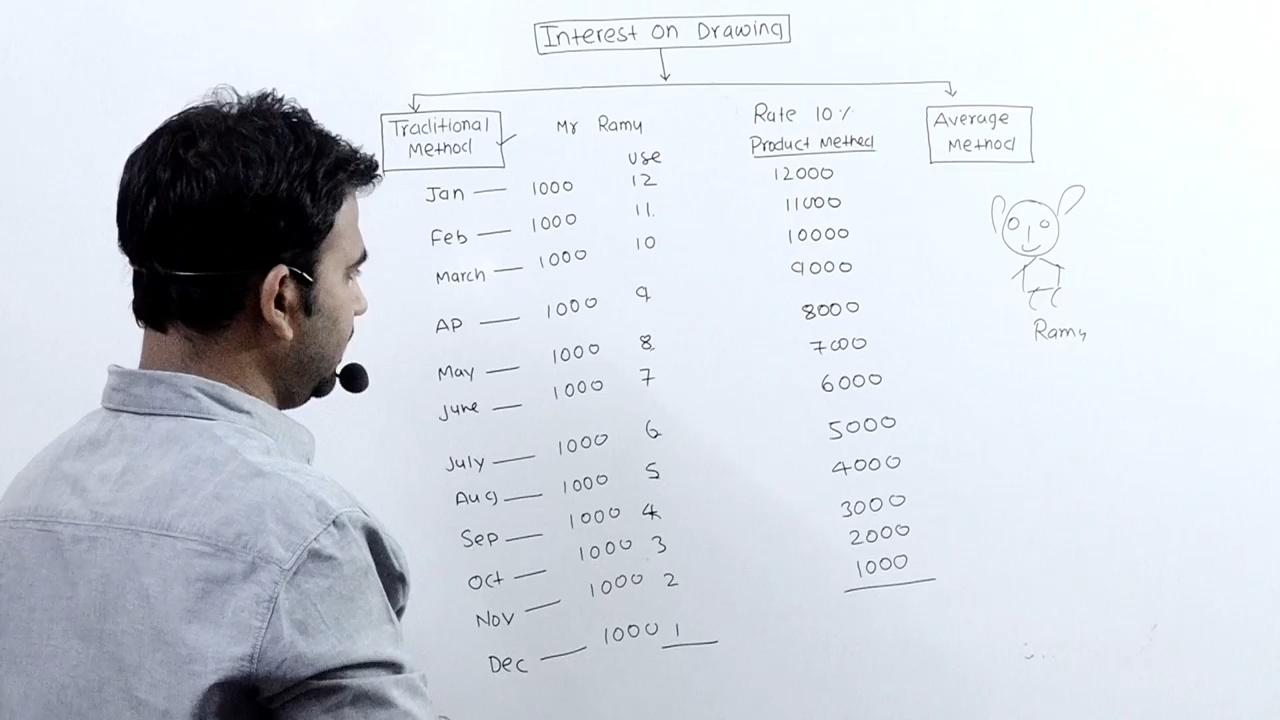 Interest on Drawing
Traditional Method
Mr Ramy
Rate 10%
Average Method
use
Product Method
Jan — 1000 12 12000
Feb — 1000 11 11000
March — 1000 10 10000
AP — 1000 9 9000
May — 1000 8 8000
June — 1000 7 7000
July — 1000 6 6000
Aug — 1000 5 5000
Sep — 1000 4 4000
Oct — 1000 3 3000
Nov — 1000 2 2000
Dec — 1000 1 1000
Ramy